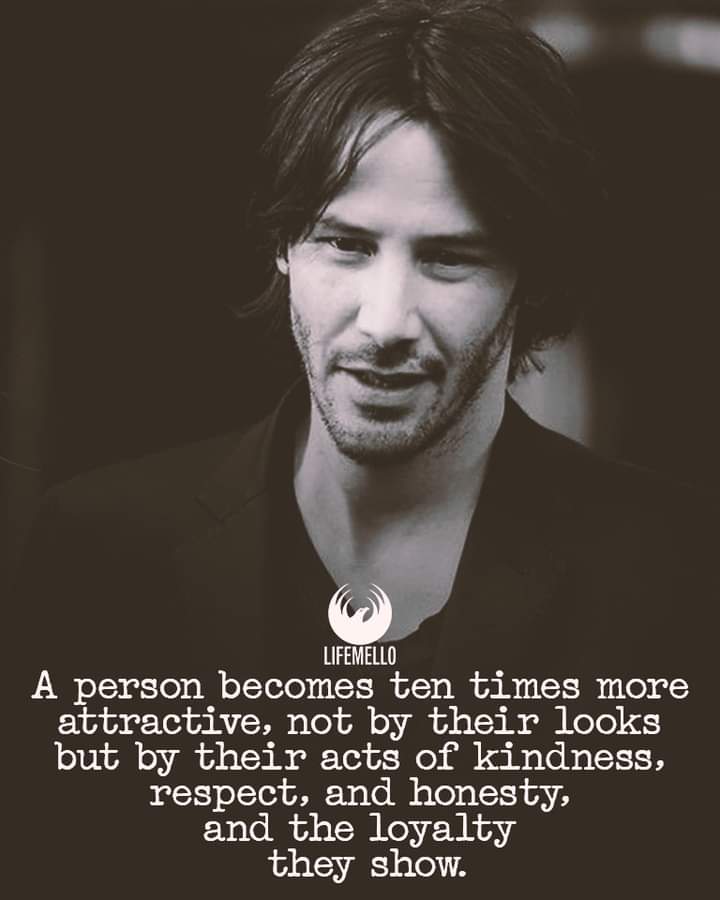 LIFEMELLO
A person becomes ten times more
attractive, not by their looks
but by their acts of kindness,
respect, and honesty,
and the loyalty
they show.